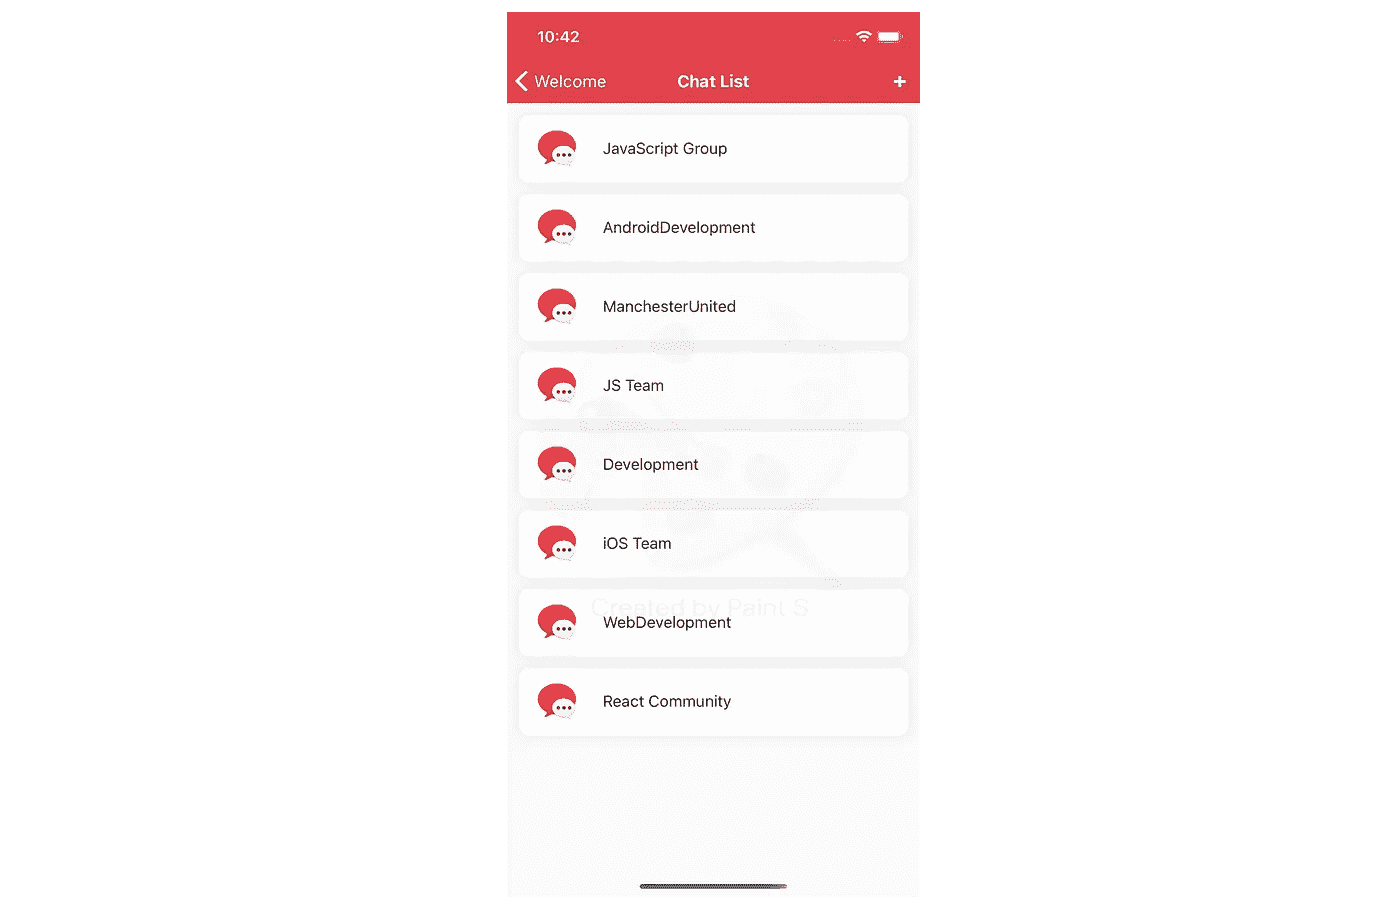 10:42
Welcome
Chat List
+
JavaScript Group
AndroidDevelopment
ManchesterUnited
JS Team
Development
iOS Team
Created by Paint S
WebDevelopment
React Community